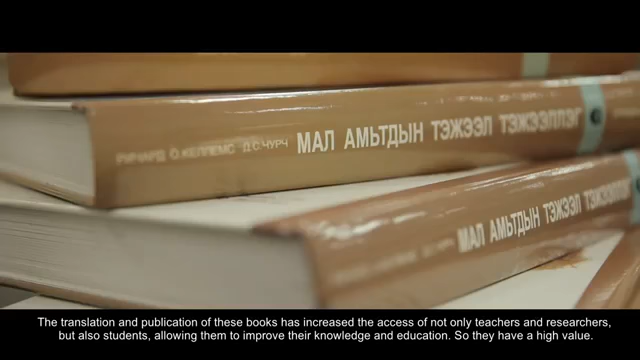 РИЧАРД О.КЕЛЛЕМС Д.С.ЧУРЧ МАЛ АМЬТДЫН ТЭЖЭЭЛ ТЭЖЭЭЛЛЭГ
МАЛ АМЬТДЫН ТЭЖЭЭЛ ТЭЖЭЭЛЛЭГ
The translation and publication of these books has increased the access of not only teachers and researchers,
but also students, allowing them to improve their knowledge and education. So they have a high value.